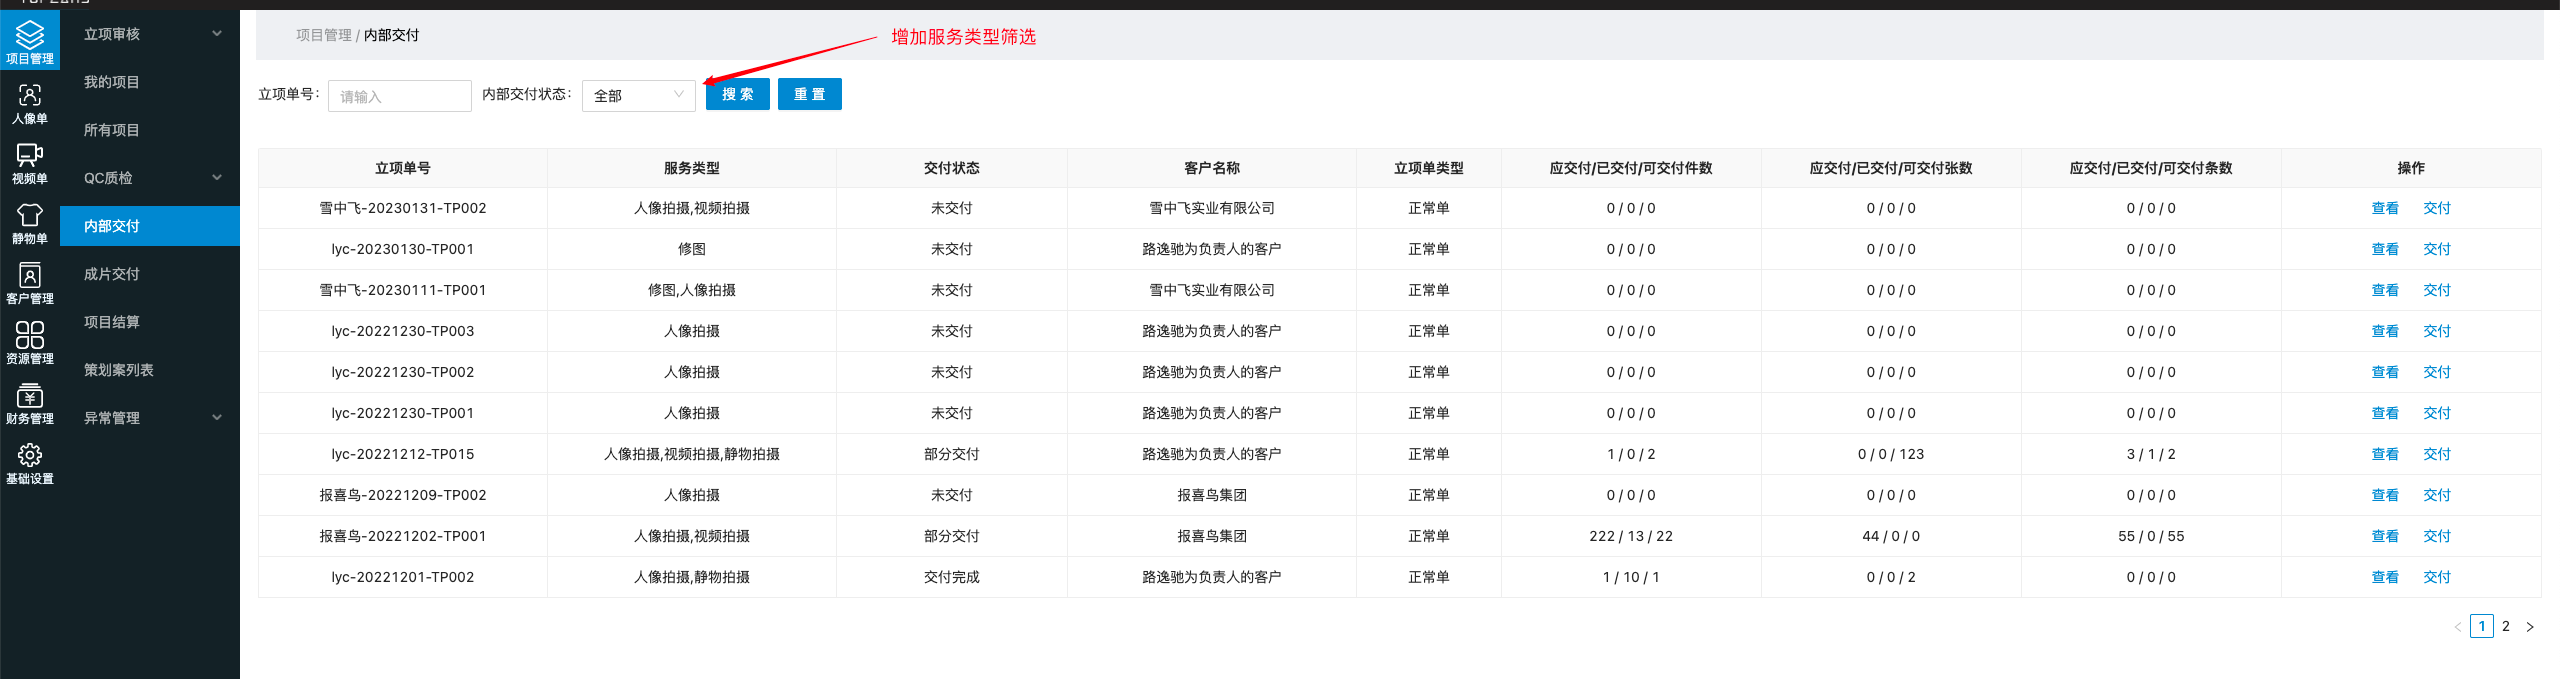 项目管理
人像单
视频单
静物单
客户管理
资源管理
财务管理
基础设置
立项审核
我的项目
所有项目
QC质检
内部交付
成片交付
项目结算
策划案列表
异常管理
项目管理 / 内部交付
增加服务类型筛选
立项单号: 请输入 内部交付状态: 全部 搜 索 重 置
立项单号 服务类型 交付状态 客户名称 立项单类型 应交付/已交付/可交付件数 应交付/已交付/可交付张数 应交付/已交付/可交付条数 操作
雪中飞-20230131-TP002 人像拍摄,视频拍摄 未交付 雪中飞实业有限公司 正常单 0 / 0 / 0 0 / 0 / 0 0 / 0 / 0 查看 交付
lyc-20230130-TP001 修图 未交付 路逸驰为负责人的客户 正常单 0 / 0 / 0 0 / 0 / 0 0 / 0 / 0 查看 交付
雪中飞-20230111-TP001 修图,人像拍摄 未交付 雪中飞实业有限公司 正常单 0 / 0 / 0 0 / 0 / 0 0 / 0 / 0 查看 交付
lyc-20221230-TP003 人像拍摄 未交付 路逸驰为负责人的客户 正常单 0 / 0 / 0 0 / 0 / 0 0 / 0 / 0 查看 交付
lyc-20221230-TP002 人像拍摄 未交付 路逸驰为负责人的客户 正常单 0 / 0 / 0 0 / 0 / 0 0 / 0 / 0 查看 交付
lyc-20221230-TP001 人像拍摄 未交付 路逸驰为负责人的客户 正常单 0 / 0 / 0 0 / 0 / 0 0 / 0 / 0 查看 交付
lyc-20221212-TP015 人像拍摄,视频拍摄,静物拍摄 部分交付 路逸驰为负责人的客户 正常单 1 / 0 / 2 0 / 0 / 123 3 / 1 / 2 查看 交付
报喜鸟-20221209-TP002 人像拍摄 未交付 报喜鸟集团 正常单 0 / 0 / 0 0 / 0 / 0 0 / 0 / 0 查看 交付
报喜鸟-20221202-TP001 人像拍摄,视频拍摄 部分交付 报喜鸟集团 正常单 222 / 13 / 22 44 / 0 / 0 55 / 0 / 55 查看 交付
lyc-20221201-TP002 人像拍摄,静物拍摄 交付完成 路逸驰为负责人的客户 正常单 1 / 10 / 1 0 / 0 / 2 0 / 0 / 0 查看 交付
1 2